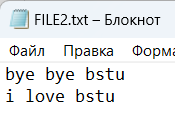 FILE2.txt – Блокнот
Файл Правка Форма
bye bye bstu
i love bstu